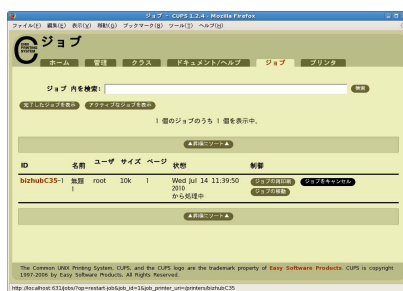 ジョブ - CUPS 1.2.4 - Mozilla Firefox
ファイル(F) 編集(E) 表示(V) 移動(G) ブックマーク(B) ツール(T) ヘルプ(H)
UNIX PRINTING SYSTEM
ジョブ
ホーム 管理 クラス ドキュメント/ヘルプ ジョブ プリンタ
ジョブ 内を検索: 検索
完了したジョブを表示 アクティブなジョブを表示
1 個のジョブのうち 1 個を表示中。
▲昇順にソート▲
ID 名前 ユーザ サイズ ページ 状態 制御
bizhubC35-1 無題1 root 10k 1 Wed Jul 14 11:39:50 2010 から処理中 ジョブの再印刷 ジョブをキャンセル ジョブの移動
▲昇順にソート▲
The Common UNIX Printing System, CUPS, and the CUPS logo are the trademark property of Easy Software Products. CUPS is copyright
1997-2006 by Easy Software Products, All Rights Reserved.
http://localhost:631/jobs/?op=restart-job&job_id=1&job_printer_uri=/printers/bizhubC35